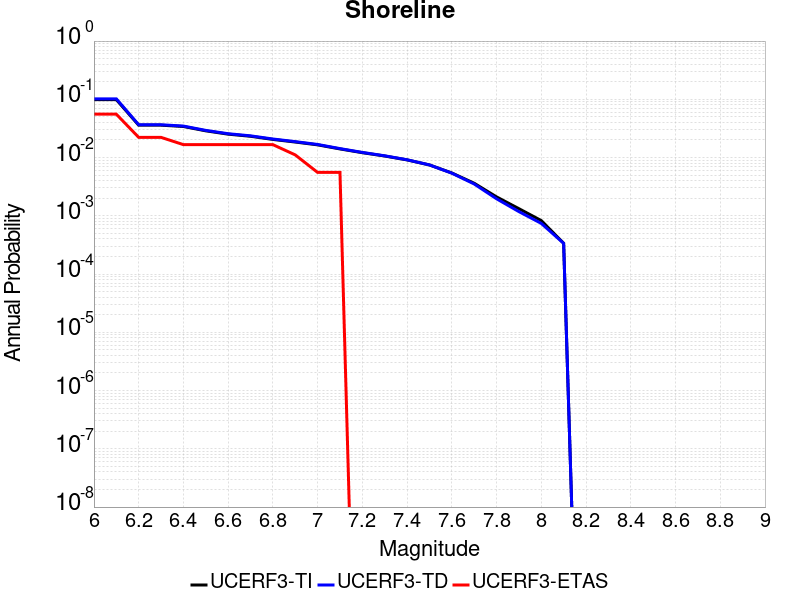 Shoreline
10^0
10^-1
10^-2
10^-3
10^-4
10^-5
10^-6
10^-7
10^-8
Annual Probability
6 6.2 6.4 6.6 6.8 7 7.2 7.4 7.6 7.8 8 8.2 8.4 8.6 8.8 9
Magnitude
UCERF3-TI UCERF3-TD UCERF3-ETAS